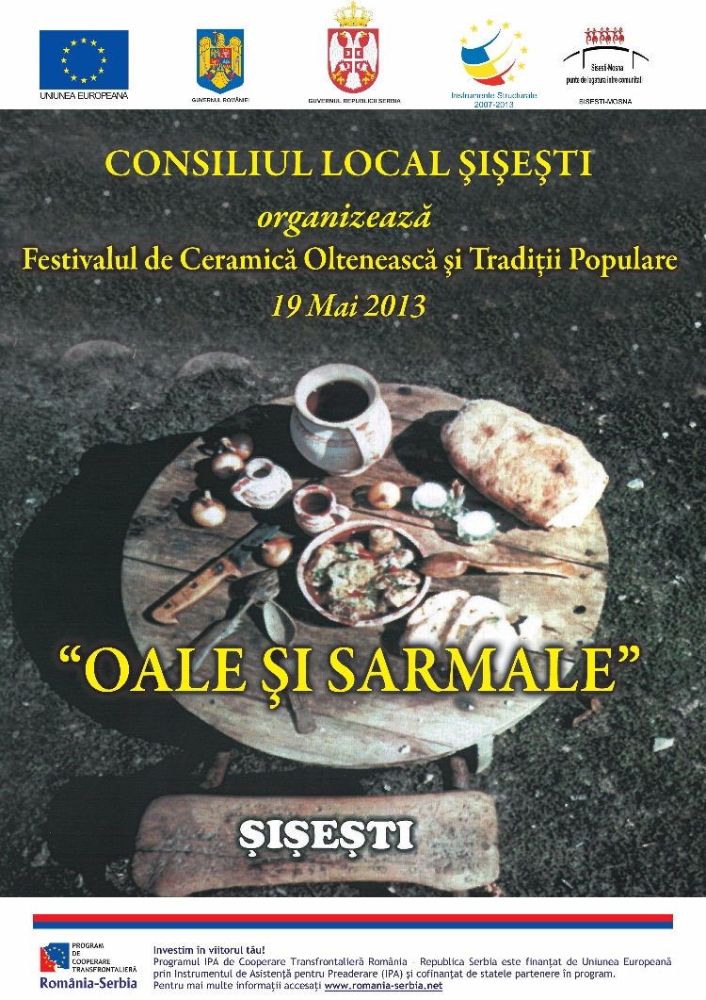 UNIUNEA EUROPEANĂ
GUVERNUL ROMÂNIEI
GUVERNUL REPUBLICII SERBIA
Instrumente Structurale
2007-2013
Sisesti-Mosna
punte de legatura intre comunitati
SISESTI-MOSNA
CONSILIUL LOCAL ŞIŞEŞTI
organizează
Festivalul de Ceramică Oltenească şi Tradiţii Populare
19 Mai 2013
“OALE ŞI SARMALE”
ŞIŞEŞTI
PROGRAM
DE
COOPERARE
TRANSFRONTALIERĂ
România-Serbia
Investim în viitorul tău!
Programul IPA de Cooperare Transfrontalieră România – Republica Serbia este finanţat de Uniunea Europeană
prin Instrumentul de Asistenţă pentru Preaderare (IPA) şi cofinanţat de statele partenere în program.
Pentru mai multe informaţii accesaţi www.romania-serbia.net